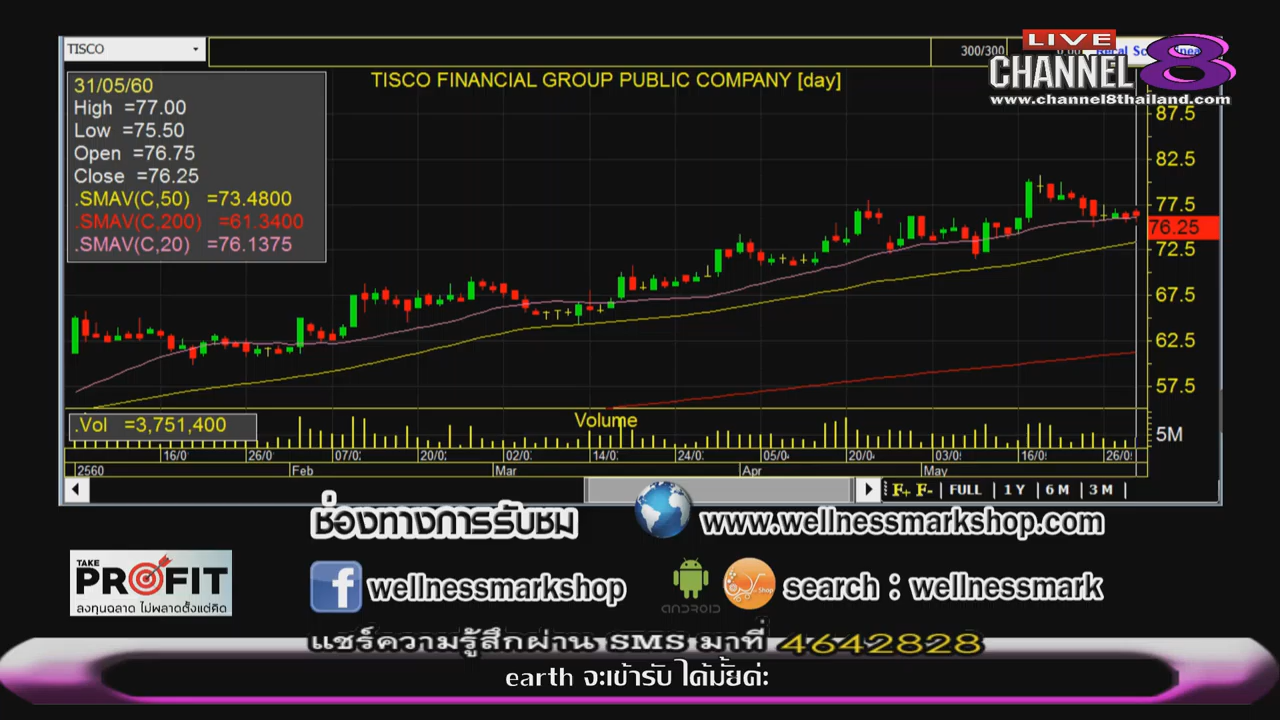 TISCO
300/300
LIVE
CHANNEL 8
www.channel8thailand.com
TISCO FINANCIAL GROUP PUBLIC COMPANY [day]
31/05/60
High =77.00
Low =75.50
Open =76.75
Close =76.25
.SMAV(C,50) =73.4800
.SMAV(C,200) =61.3400
.SMAV(C,20) =76.1375
87.5
82.5
77.5
76.25
72.5
67.5
62.5
57.5
.Vol =3,751,400
Volume
5M
16/0 26/0 07/0 20/0 02/0 14/0 24/0 05/0 20/0 03/0 16/0 26/0
2560 Feb Mar Apr May
F+ F- FULL 1 Y 6 M 3 M
ช่องทางการรับชม
www.wellnessmarkshop.com
TAKE PROFIT
ลงทุนฉลาด ไม่พลาดตั้งแต่คิด
wellnessmarkshop
ANDROID
Shop
search : wellnessmark
แชร์ความรู้สึกผ่าน SMS มาที่ 4642828
earth จะเข้ารับ ได้มั้ยค่ะ